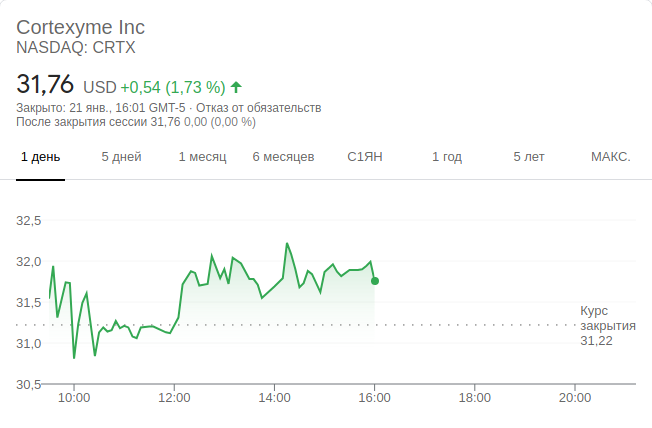 Cortexyme Inc
NASDAQ: CRTX
31,76 USD +0,54 (1,73 %)
Закрыто: 21 янв., 16:01 GMT-5 · Отказ от обязательств
После закрытия сессии 31,76 0,00 (0,00 %)
1 день 5 дней 1 месяц 6 месяцев С1ЯН 1 год 5 лет МАКС.
32,5
32,0
31,5
31,0
30,5
Курс
закрытия
31,22
10:00 12:00 14:00 16:00 18:00 20:00